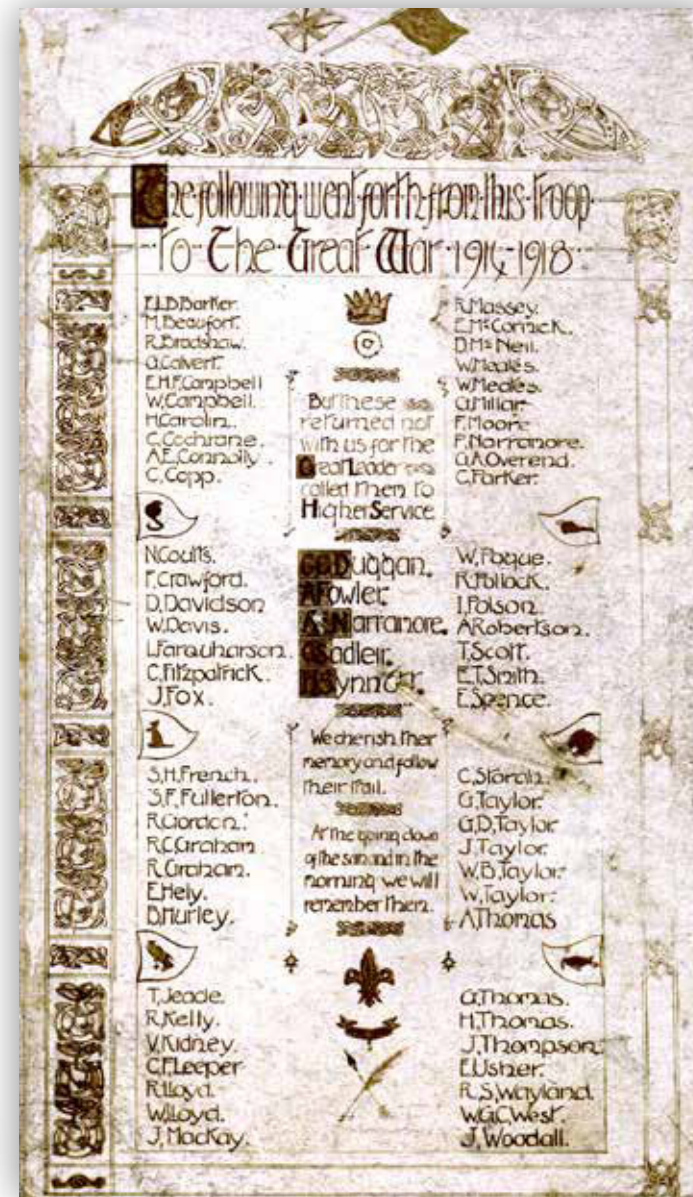 The following went forth from this Troop
to The Great War 1914-1918
F.L.B.Barker.
M.Beaufort.
R.Bradshaw.
G.Calvert.
E.H.F.Campbell
W.Campbell.
H.Carolin.
C.Cochrane.
A.E.Connolly.
C.Copp.
N.Coults.
F.Crawford.
D.Davidson
W.Davis.
L.Farquharson.
C.Fitzpatrick.
J.Fox.
S.H.French.
S.F.Fullerton.
R.Gordon.
R.C.Graham.
R.Graham.
E.Hely.
B.Hurley.
T.Jeade.
R.Kelly.
V.Kidney
C.F.Leeper
R.lloyd.
W.lloyd.
J.MacKay.
But these
returned not
with us for the
Great Leader
called them to
Higher Service
Duggan.
A Fowler.
A. Narramore.
Sadleir.
Synnott.
We cherish their
memory and follow
their trail.
At the going down
of the sun and in the
morning we will
remember them.
R.Massey.
E.McCormick.
D.McNeil.
W.Meales.
W.Meales.
G.Millar
F.Moore
P.Narramore.
G.A.Overend.
C.Parker.
W.Pogue.
R.Pollock.
I.Polson.
A.Robertson.
T.Scott.
E.T.Smith.
E.Spence.
C.Storah.
G.Taylor.
G.D.Taylor
J.Taylor.
W.B.Taylor.
W.Taylor.
A.Thomas
G.Thomas.
H.Thomas.
J.Thompson.
E.Usher.
R.S.Wayland.
W.G.C.West.
J.Woodall.